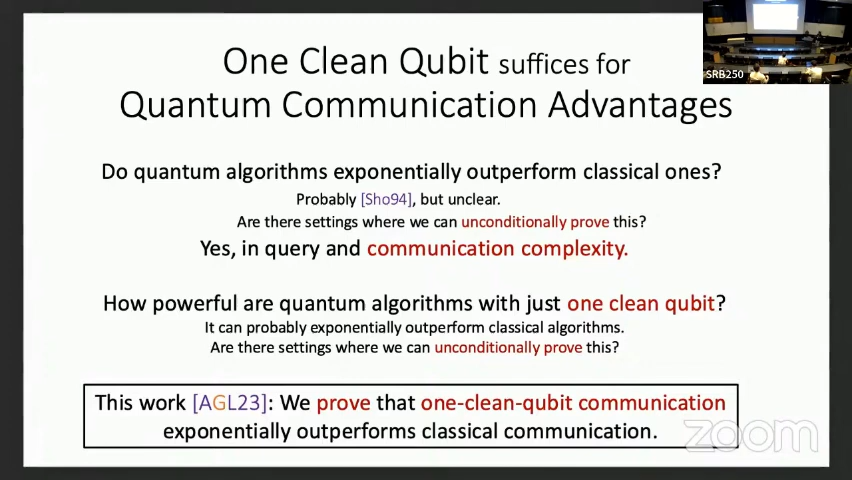 One Clean Qubit suffices for
Quantum Communication Advantages
SRB250
Do quantum algorithms exponentially outperform classical ones?
Probably [Sho94], but unclear.
Are there settings where we can unconditionally prove this?
Yes, in query and communication complexity.
How powerful are quantum algorithms with just one clean qubit?
It can probably exponentially outperform classical algorithms.
Are there settings where we can unconditionally prove this?
This work [AGL23]: We prove that one-clean-qubit communication
exponentially outperforms classical communication.
zoom